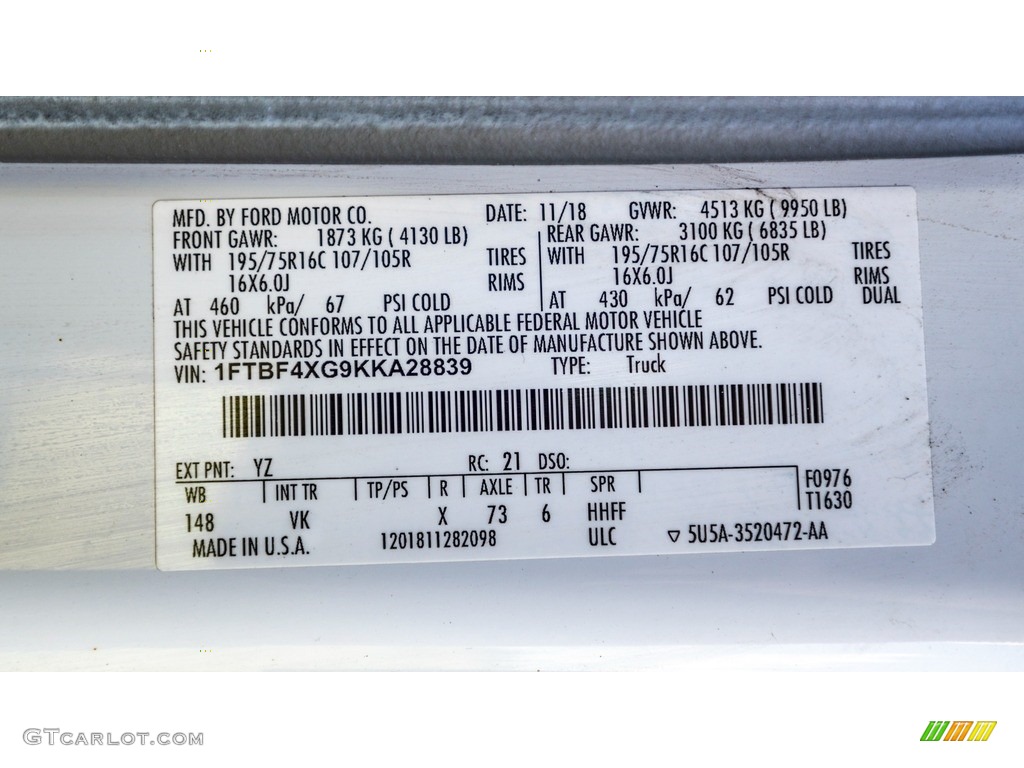 MFD. BY FORD MOTOR CO. DATE: 11/18 GVWR: 4513 KG ( 9950 LB)
FRONT GAWR: 1873 KG ( 4130 LB) REAR GAWR: 3100 KG ( 6835 LB)
WITH 195/75R16C 107/105R TIRES WITH 195/75R16C 107/105R TIRES
16X6.0J RIMS 16X6.0J RIMS
AT 460 kPa/ 67 PSI COLD AT 430 kPa/ 62 PSI COLD DUAL
THIS VEHICLE CONFORMS TO ALL APPLICABLE FEDERAL MOTOR VEHICLE
SAFETY STANDARDS IN EFFECT ON THE DATE OF MANUFACTURE SHOWN ABOVE.
VIN: 1FTBF4XG9KKA28839 TYPE: Truck
EXT PNT: YZ RC: 21 DSO:
WB INT TR TP/PS R AXLE TR SPR F0976
T1630
148 VK X 73 6 HHFF
MADE IN U.S.A. 1201811282098 ULC ▽ 5U5A-3520472-AA
GTCARLOT.COM